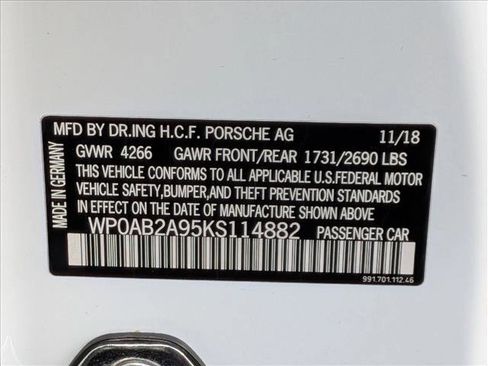 MFD BY DR.ING H.C.F. PORSCHE AG 11/18
GVWR 4266 GAWR FRONT/REAR 1731/2690 LBS
THIS VEHICLE CONFORMS TO ALL APPLICABLE U.S.FEDERAL MOTOR
VEHICLE SAFETY,BUMPER,AND THEFT PREVENTION STANDARDS
IN EFFECT ON THE DATE OF MANUFACTURE SHOWN ABOVE.
WP0AB2A95KS114882 PASSENGER CAR
991.701.112.46
MADE IN GERMANY